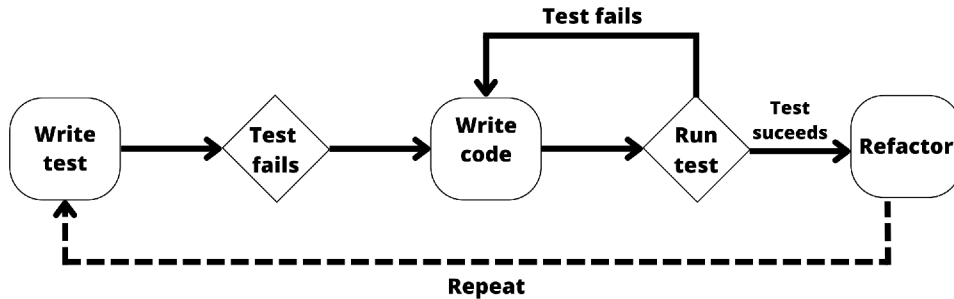 Test fails
Write
test
Test
fails
Write
code
Run
test
Test
suceeds
Refactor
Repeat